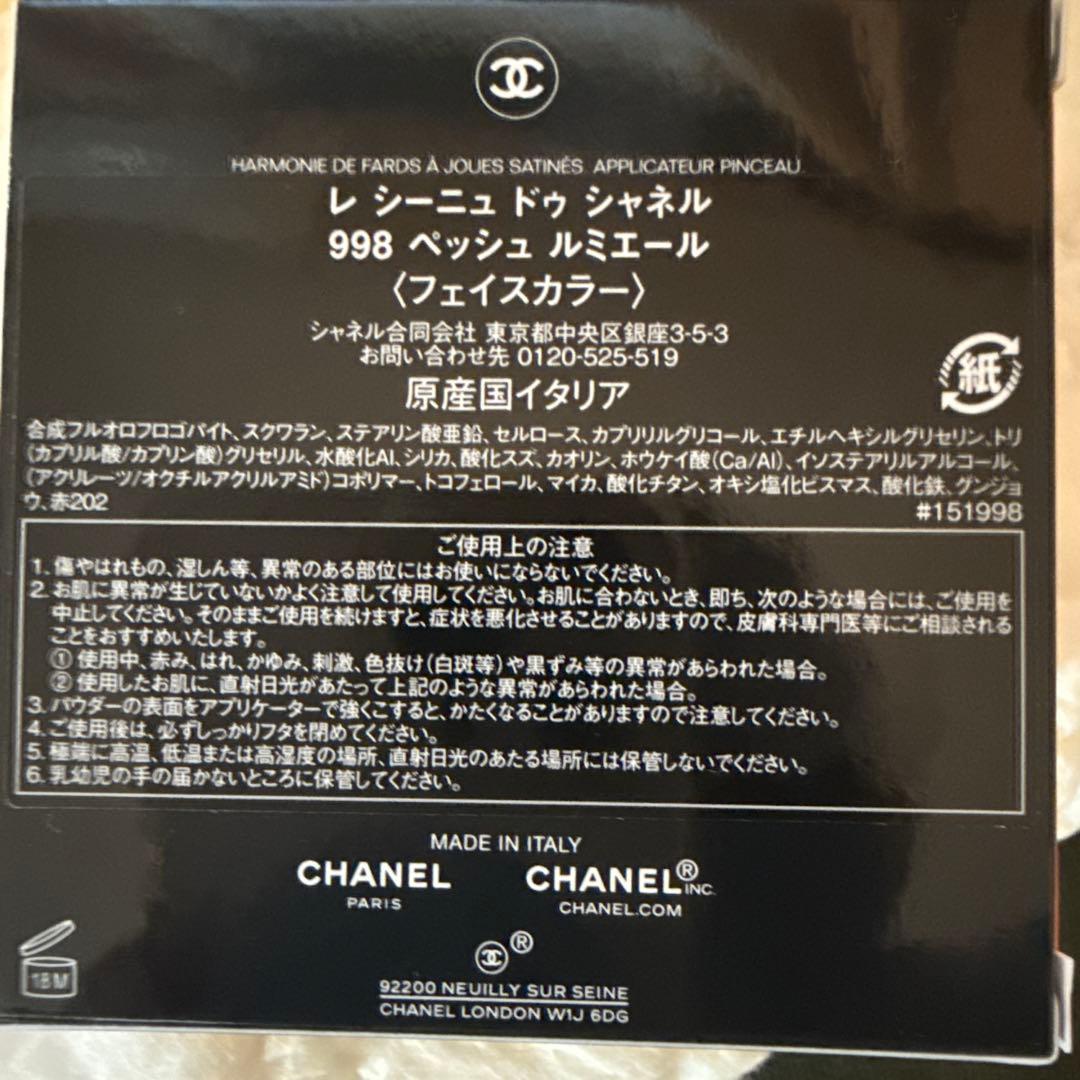 HARMONIE DE FARDS À JOUES SATINÉS APPLICATEUR PINCEAU
レ シーニュ ドゥ シャネル
998 ペッシュ ルミエール
〈フェイスカラー〉
シャネル合同会社 東京都中央区銀座3-5-3
お問い合わせ先 0120-525-519
原産国イタリア
紙
合成フルオロフロゴパイト、スクワラン、ステアリン酸亜鉛、セルロース、カプリリルグリコール、エチルヘキシルグリセリン、トリ
(カプリル酸/カプリン酸)グリセリル、水酸化Al、シリカ、酸化スズ、カオリン、ホウケイ酸(Ca/Al)、イソステアリルアルコール、
(アクリレーツ/オクチルアクリルアミド)コポリマー、トコフェロール、マイカ、酸化チタン、オキシ塩化ビスマス、酸化鉄、グンジョ
ウ、赤202
#151998
ご使用上の注意
1. 傷やはれもの、湿しん等、異常のある部位にはお使いにならないでください。
2. お肌に異常が生じていないかよく注意して使用してください。お肌に合わないとき、即ち、次のような場合には、ご使用を
中止してください。そのままご使用を続けますと、症状を悪化させることがありますので、皮膚科専門医等にご相談される
ことをおすすめいたします。
① 使用中、赤み、はれ、かゆみ、刺激、色抜け(白斑等)や黒ずみ等の異常があらわれた場合。
② 使用したお肌に、直射日光があたって上記のような異常があらわれた場合。
3. パウダーの表面をアプリケーターで強くこすると、かたくなることがありますので注意してください。
4. ご使用後は、必ずしっかりフタを閉めてください。
5. 極端に高温、低温または高湿度の場所、直射日光のあたる場所には保管しないでください。
6. 乳幼児の手の届かないところに保管してください。
MADE IN ITALY
CHANEL CHANEL® INC.
PARIS CHANEL.COM
18M
®
92200 NEUILLY SUR SEINE
CHANEL LONDON W1J 6DG